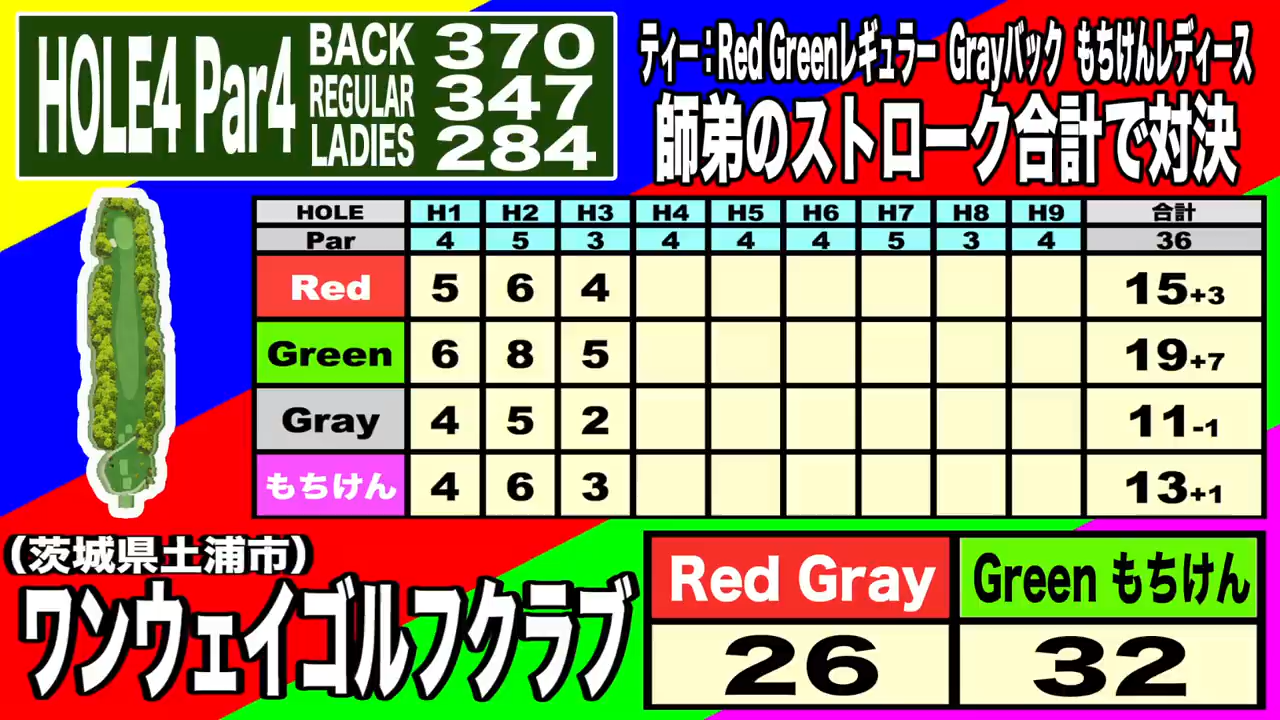 HOLE4 Par4
BACK 370
REGULAR 347
LADIES 284
ティー：Red Greenレギュラー Grayバック もちけんレディース
師弟のストローク合計で対決
HOLE H1 H2 H3 H4 H5 H6 H7 H8 H9 合計
Par 4 5 3 4 4 4 5 3 4 36
Red 5 6 4 15+3
Green 6 8 5 19+7
Gray 4 5 2 11-1
もちけん 4 6 3 13+1
(茨城県土浦市)
ワンウェイゴルフクラブ
Red Gray Green もちけん
26 32